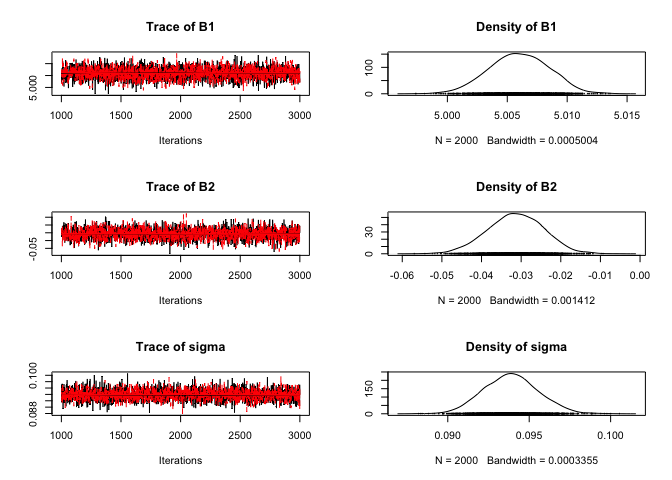 Trace of B1
5.000
1000 1500 2000 2500 3000
Iterations
Density of B1
0 100
5.000 5.005 5.010 5.015
N = 2000 Bandwidth = 0.0005004
Trace of B2
-0.05
1000 1500 2000 2500 3000
Iterations
Density of B2
0 30
-0.06 -0.05 -0.04 -0.03 -0.02 -0.01 0.00
N = 2000 Bandwidth = 0.001412
Trace of sigma
0.088 0.100
1000 1500 2000 2500 3000
Iterations
Density of sigma
0 150
0.090 0.095 0.100
N = 2000 Bandwidth = 0.0003355